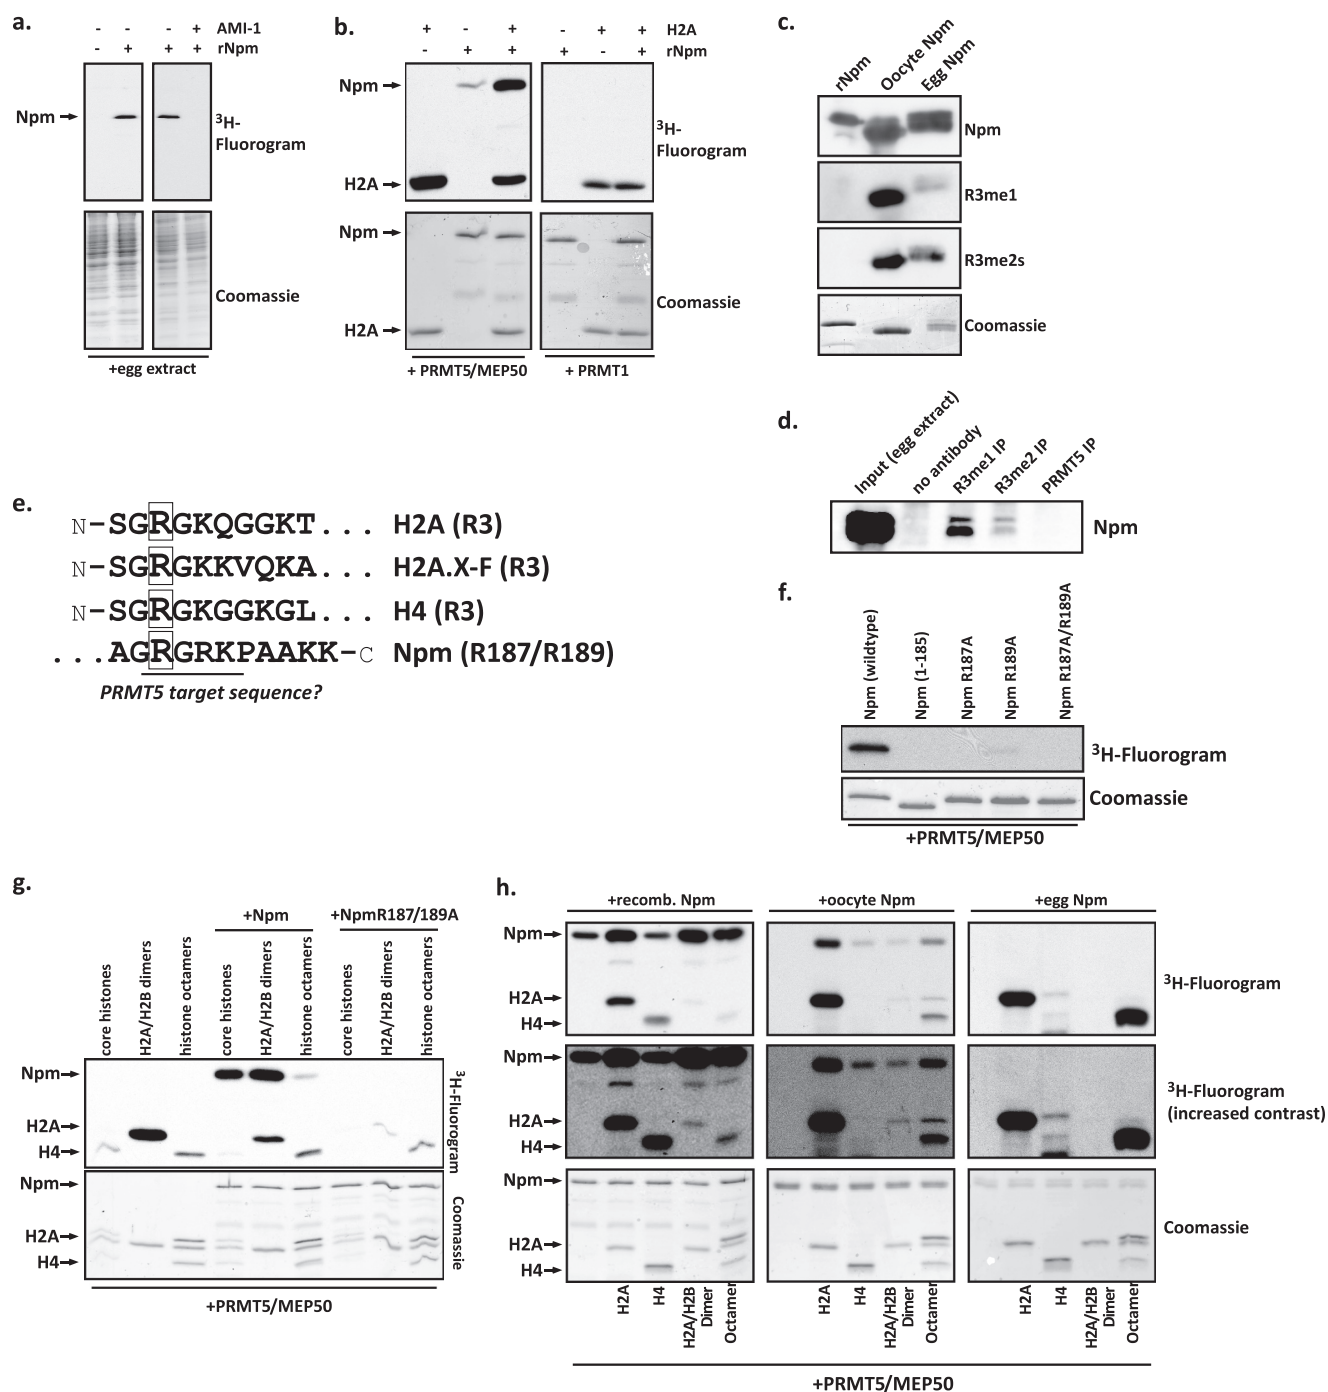 a.
- - - + AMI-1
- + + + rNpm
Npm
³H-
Fluorogram
Coomassie
+egg extract
b.
+ - + - + + H2A
- + + + - + rNpm
Npm
H2A
³H-
Fluorogram
Npm
H2A
Coomassie
+ PRMT5/MEP50
+ PRMT1
c.
rNpm
Oocyte Npm
Egg Npm
Npm
R3me1
R3me2s
Coomassie
d.
Input (egg extract)
no antibody
R3me1 IP
R3me2 IP
PRMT5 IP
Npm
e.
N-SGRGKQGGKT... H2A (R3)
N-SGRGKKVQKA... H2A.X-F (R3)
N-SGRGKGGKGL... H4 (R3)
...AGRGRKPAAKK-C Npm (R187/R189)
PRMT5 target sequence?
f.
Npm (wildtype)
Npm (1-185)
Npm R187A
Npm R189A
Npm R187A/R189A
³H-Fluorogram
Coomassie
+PRMT5/MEP50
g.
+Npm
+NpmR187/189A
core histones
H2A/H2B dimers
histone octamers
core histones
H2A/H2B dimers
histone octamers
core histones
H2A/H2B dimers
histone octamers
Npm
H2A
H4
³H-Fluorogram
Npm
H2A
H4
Coomassie
+PRMT5/MEP50
h.
+recomb. Npm
+oocyte Npm
+egg Npm
Npm
H2A
H4
³H-Fluorogram
Npm
H2A
H4
³H-Fluorogram
(increased contrast)
Npm
H2A
H4
Coomassie
H2A
H4
H2A/H2B
Dimer
Octamer
H2A
H4
H2A/H2B
Dimer
Octamer
H2A
H4
H2A/H2B
Dimer
Octamer
+PRMT5/MEP50